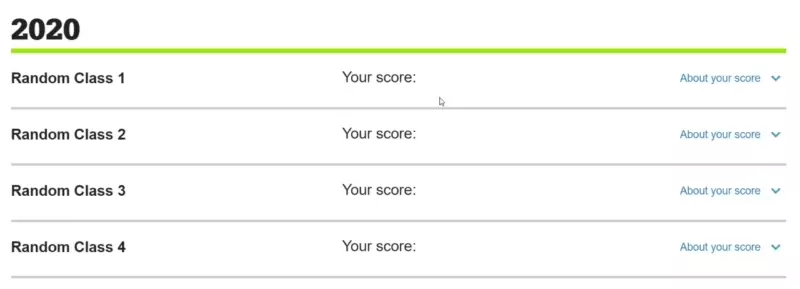 2020
Random Class 1 Your score: About your score
Random Class 2 Your score: About your score
Random Class 3 Your score: About your score
Random Class 4 Your score: About your score